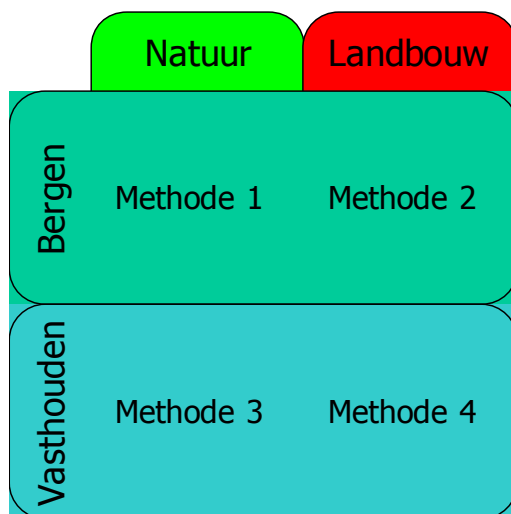 Natuur Landbouw
Bergen
Methode 1 Methode 2
Vasthouden
Methode 3 Methode 4